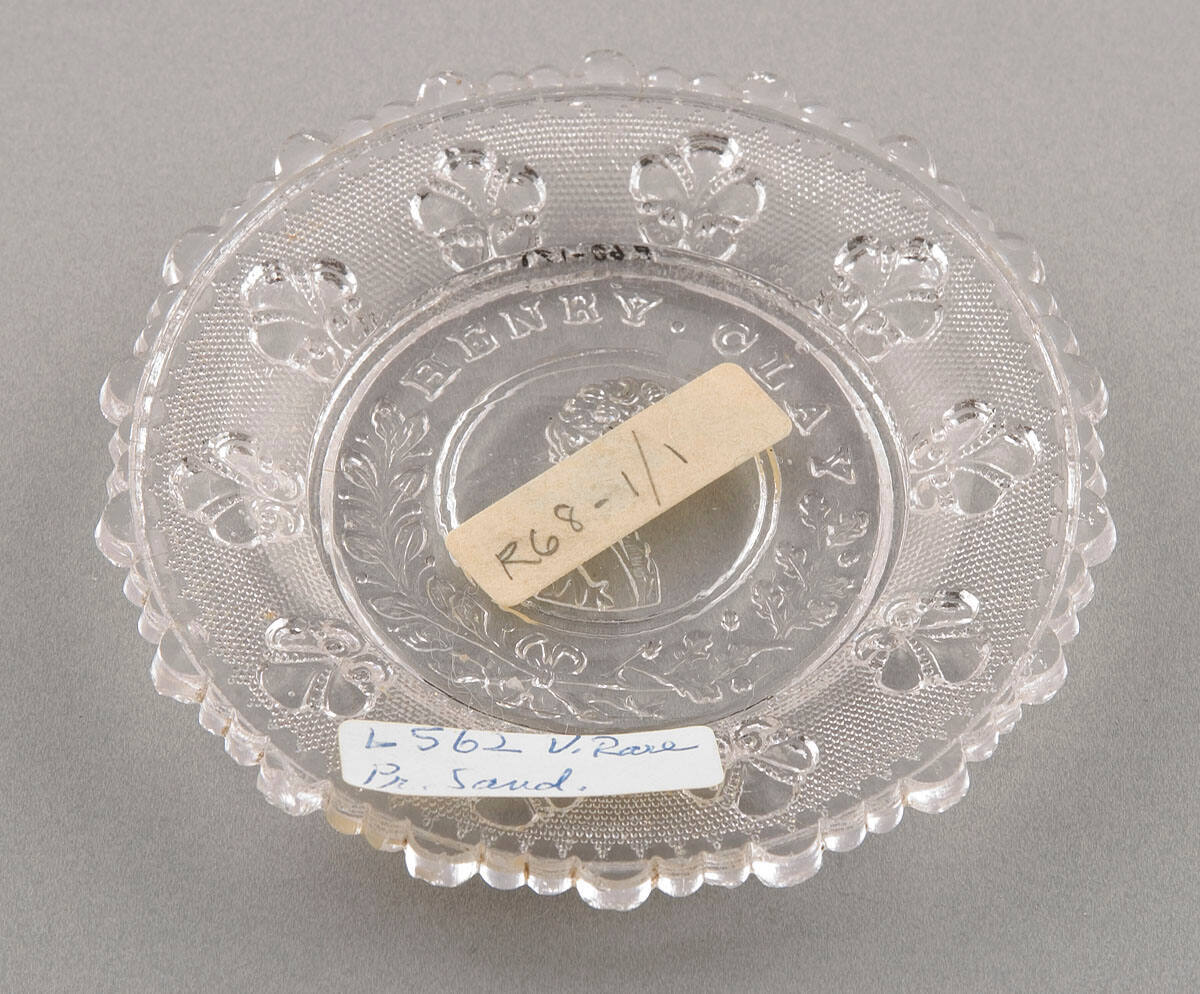 HENRY. CLAY
R68-1/1
L562 V. Rare
Pr. Sand.